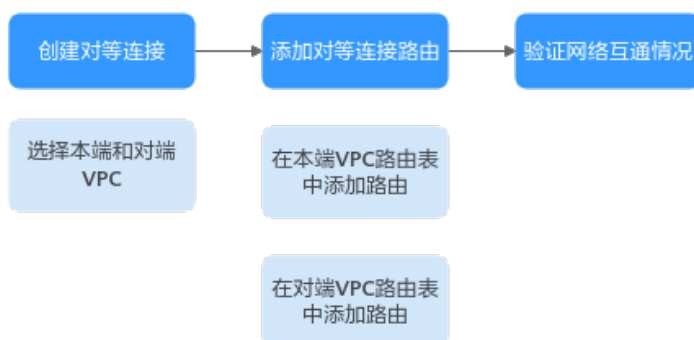 创建对等连接
添加对等连接路由
验证网络互通情况
选择本端和对端
VPC
在本端VPC路由表
中添加路由
在对端VPC路由表
中添加路由